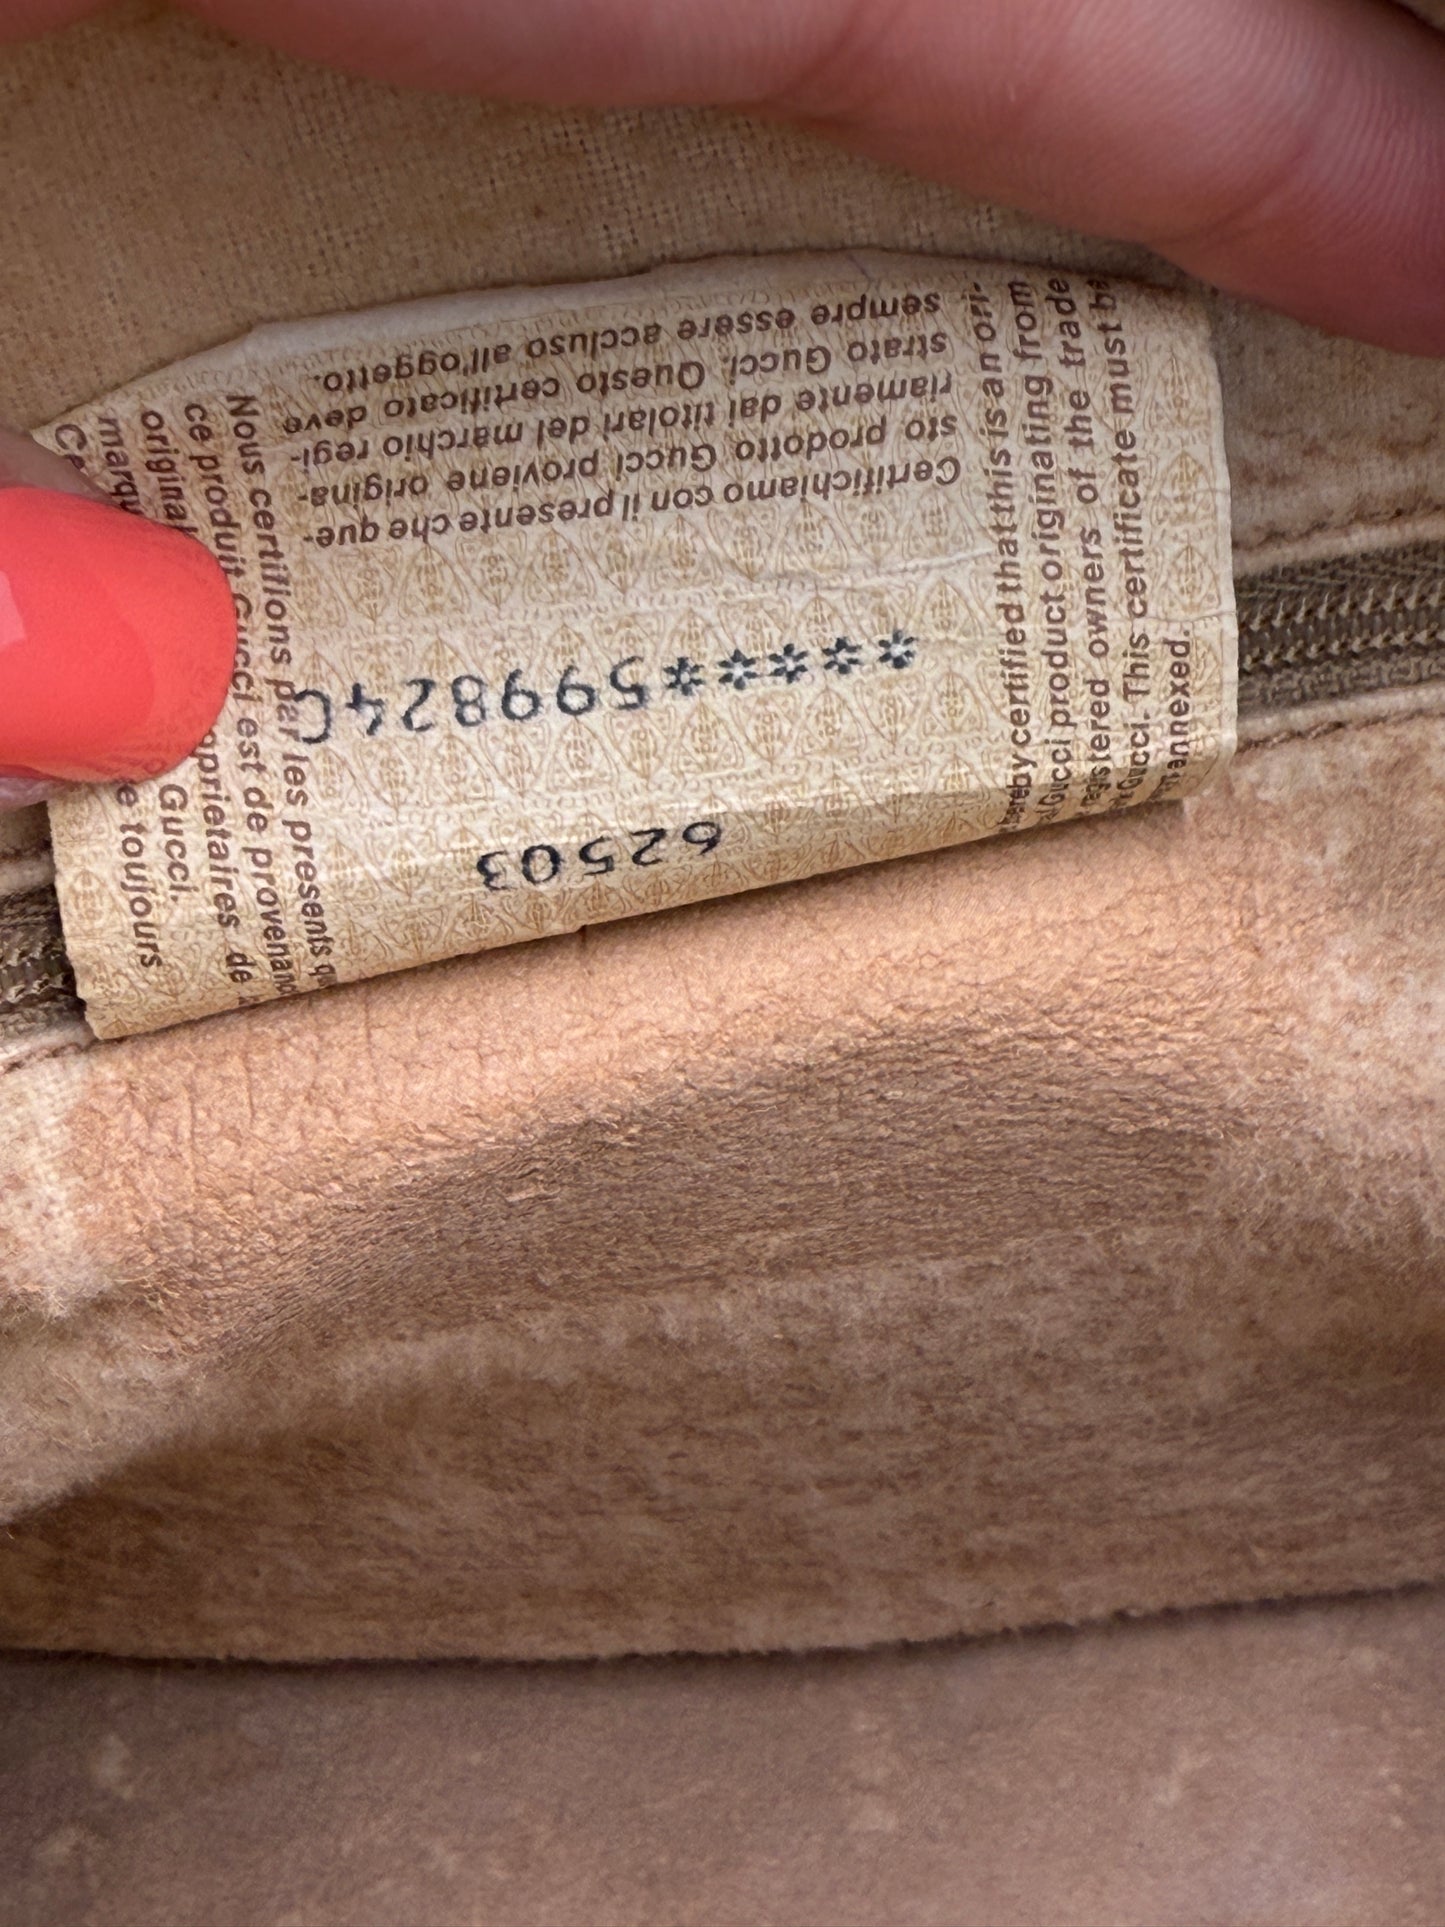 62503
*****599824C
Certifichiamo con il presente che que-
sto prodotto Gucci proviene origina-
riamente dai titolari del marchio regi-
strato Gucci. Questo certificato deve
sempre essere accluso all'oggetto.
certified that this is an ori-
Gucci product originating from
registered owners of the trade
Gucci. This certificate must be
annexed.
Nous certifions par les presents
ce produit Gucci est de
de
Gucci.
Ce toujours